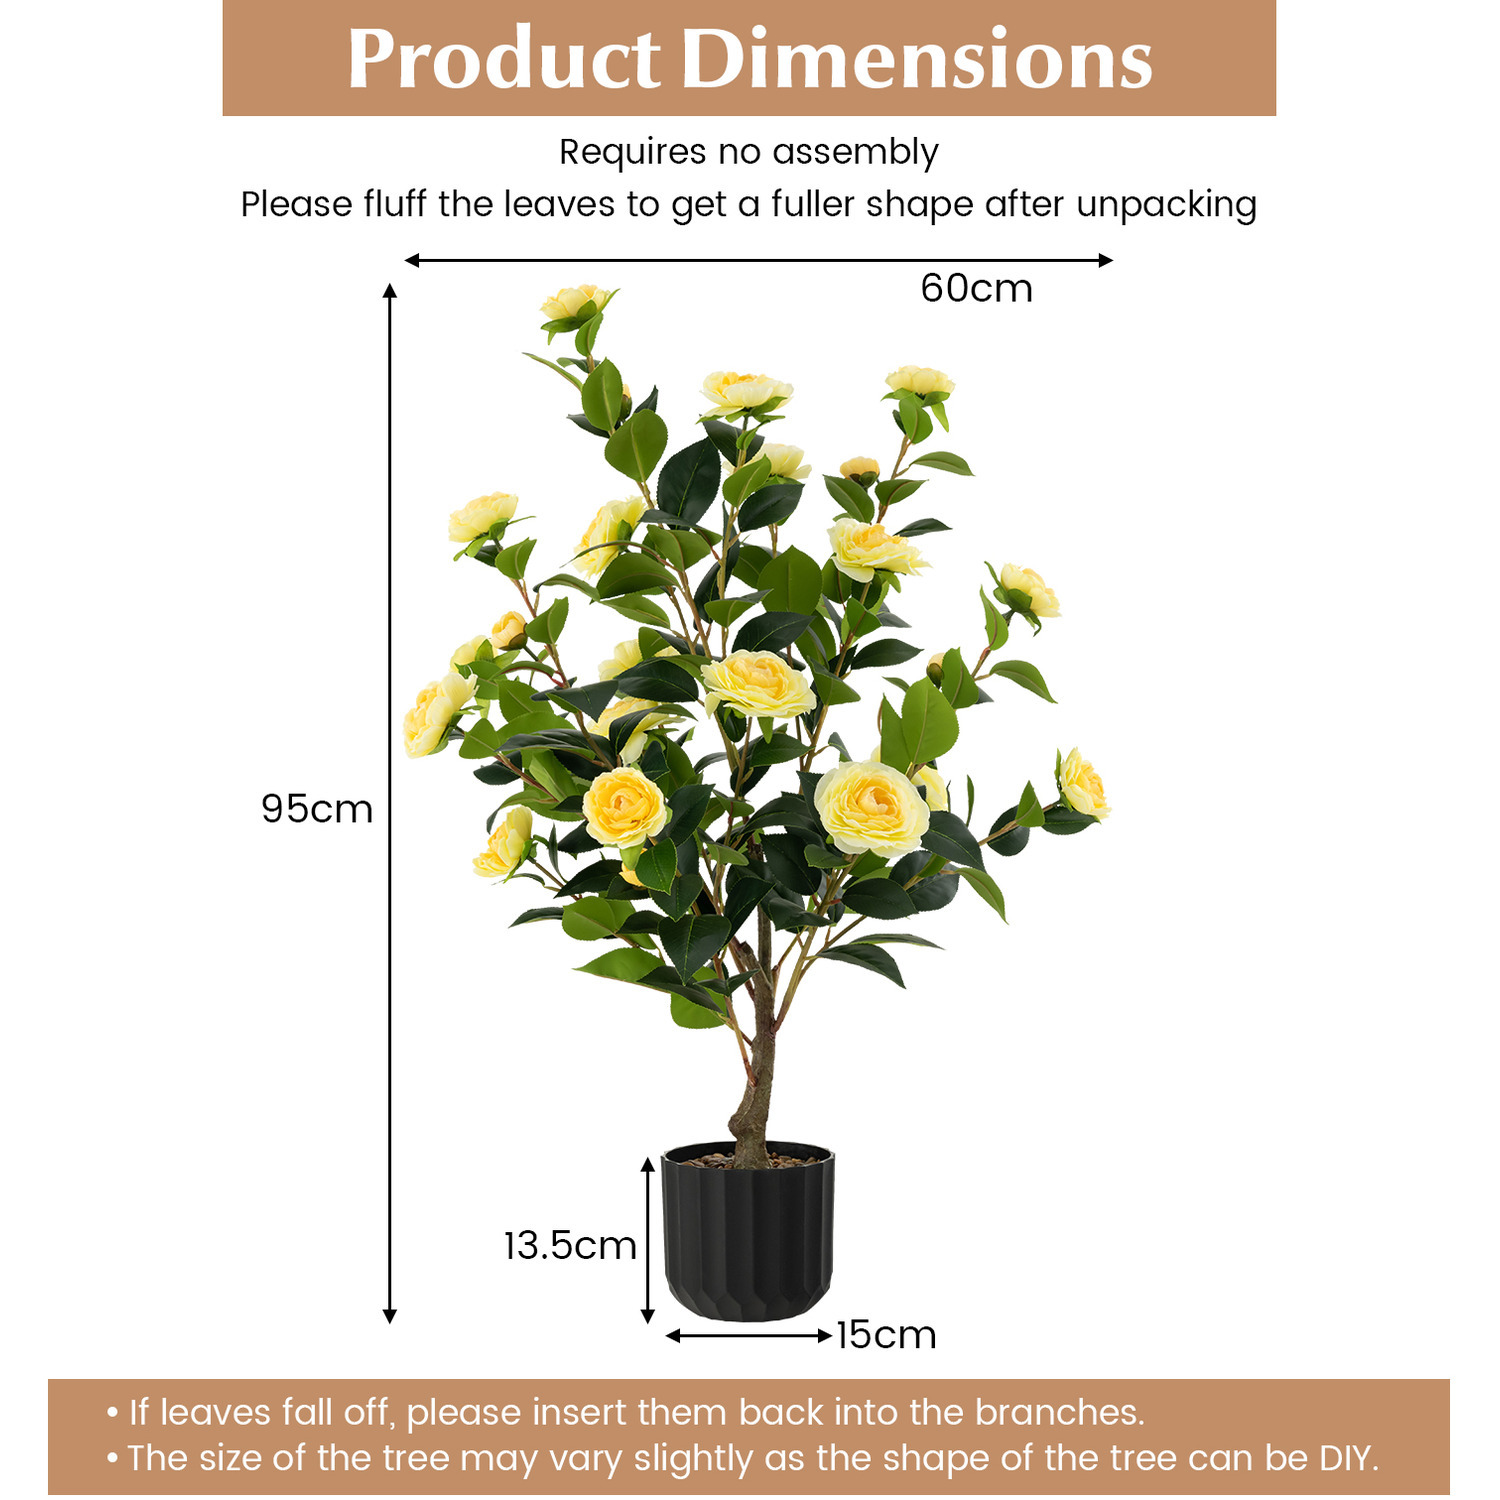 Product Dimensions
Requires no assembly
Please fluff the leaves to get a fuller shape after unpacking
60cm
95cm
13.5cm
15cm
• If leaves fall off, please insert them back into the branches.
• The size of the tree may vary slightly as the shape of the tree can be DIY.